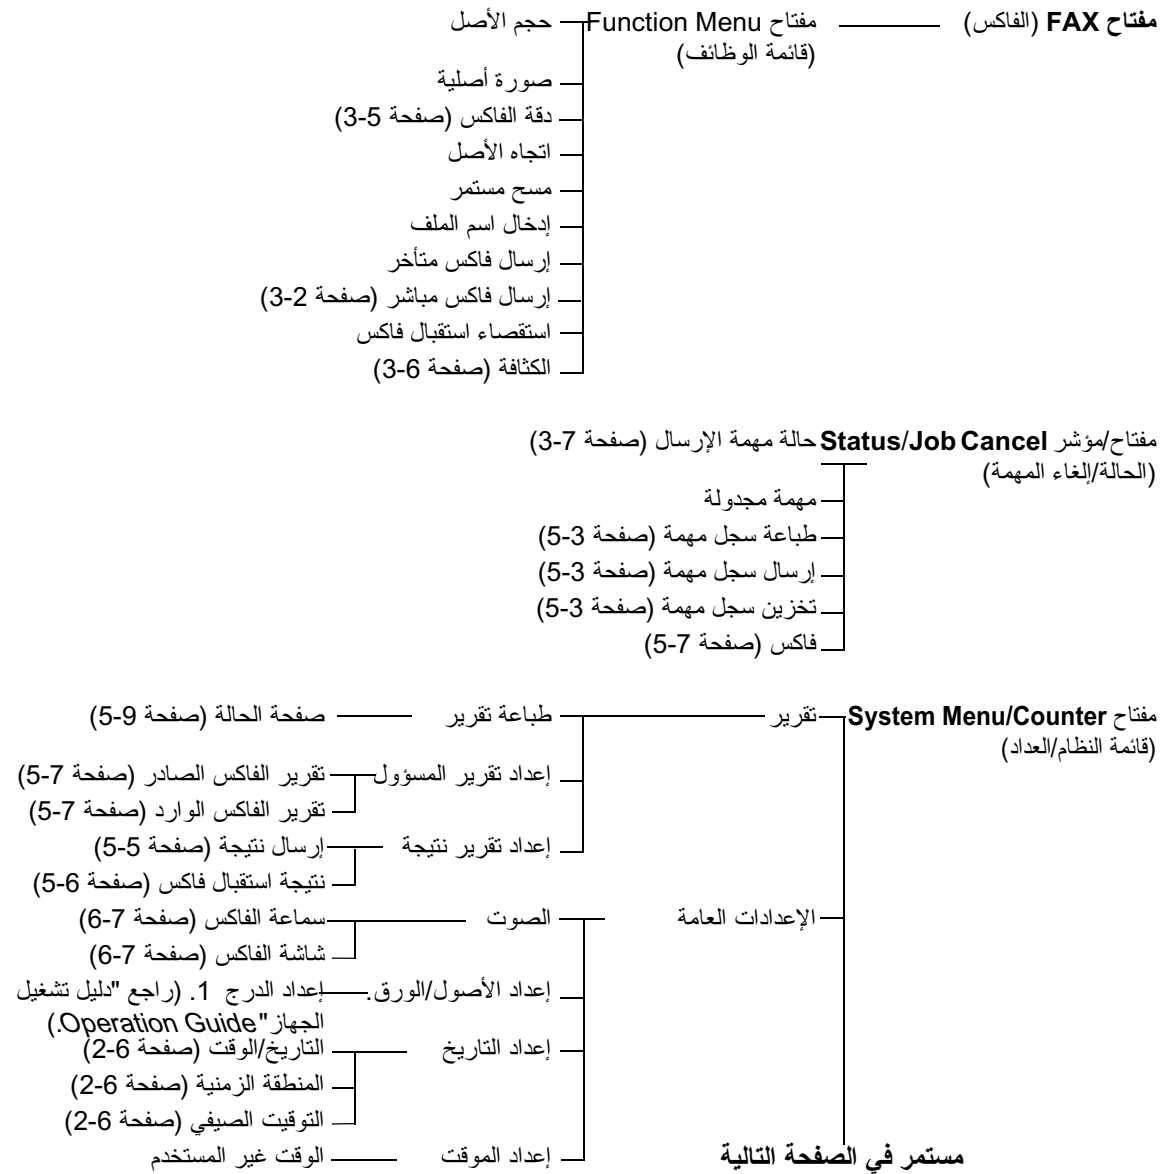 مفتاح FAX (الفاكس) مفتاح Function Menu حجم الأصل
(قائمة الوظائف)
صورة أصلية
دقة الفاكس (صفحة 5-3)
اتجاه الأصل
مسح مستمر
إدخال اسم الملف
إرسال فاكس متأخر
إرسال فاكس مباشر (صفحة 2-3)
استقصاء استقبال فاكس
الكثافة (صفحة 6-3)
مفتاح/مؤشر Status/Job Cancel حالة مهمة الإرسال (صفحة 7-3)
(الحالة/إلغاء المهمة)
مهمة مجدولة
طباعة سجل مهمة (صفحة 3-5)
إرسال سجل مهمة (صفحة 3-5)
تخزين سجل مهمة (صفحة 3-5)
فاكس (صفحة 7-5)
مفتاح System Menu/Counter تقرير طباعة تقرير صفحة الحالة (صفحة 9-5)
(قائمة النظام/العداد)
إعداد تقرير المسؤول تقرير الفاكس الصادر (صفحة 7-5)
تقرير الفاكس الوارد (صفحة 7-5)
إعداد تقرير نتيجة إرسال نتيجة (صفحة 5-5)
نتيجة استقبال فاكس (صفحة 6-5)
الإعدادات العامة الصوت سماعة الفاكس (صفحة 7-6)
شاشة الفاكس (صفحة 7-6)
إعداد الأصول/الورق. إعداد الدرج 1. (راجع "دليل تشغيل
الجهاز "Operation Guide.)
إعداد التاريخ التاريخ/الوقت (صفحة 6-2)
المنطقة الزمنية (صفحة 6-2)
التوقيت الصيفي (صفحة 6-2)
إعداد الموقت الوقت غير المستخدم
مستمر في الصفحة التالية